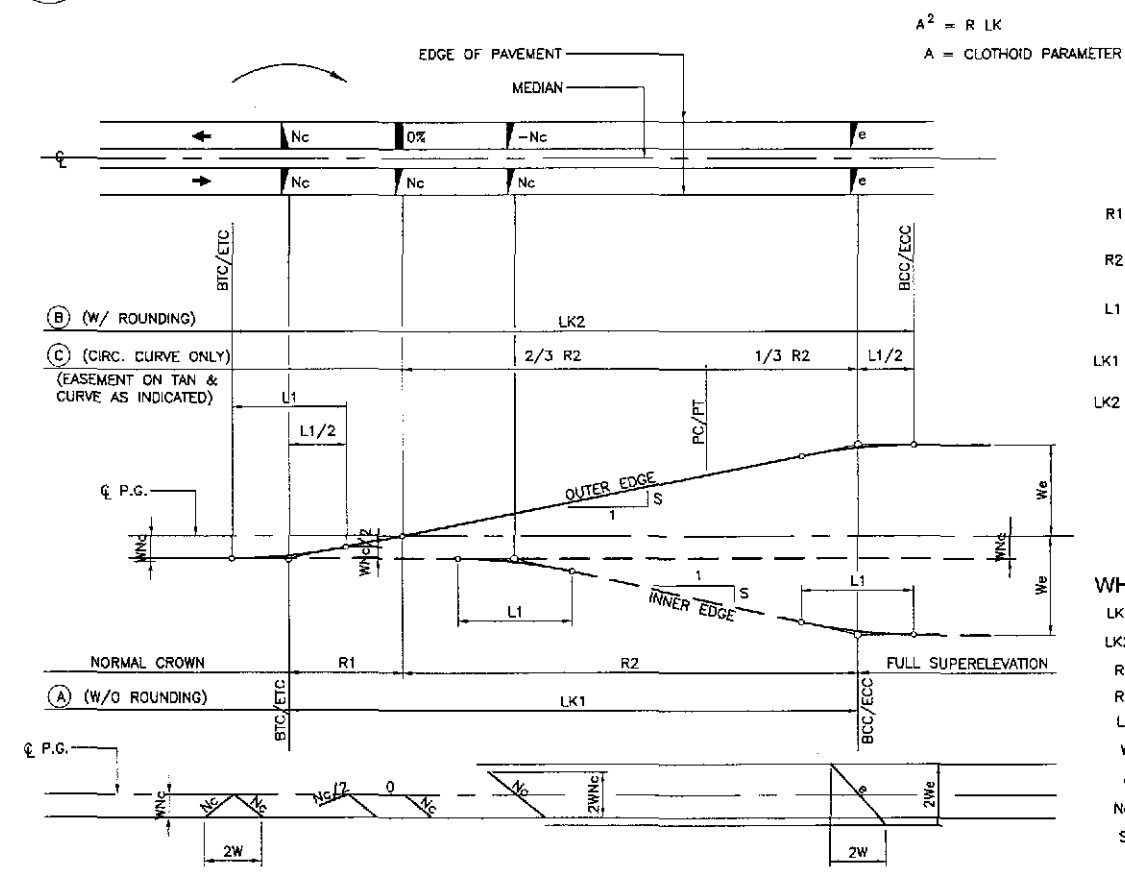 A² = R LK
A = CLOTHOID PARAMETER
EDGE OF PAVEMENT
MEDIAN
Nc
0%
-Nc
e
℄
Nc
Nc
Nc
e
BTC/ETC
BCC/ECC
R1
R2
L1
LK1
LK2
B (W/ ROUNDING)
LK2
C (CIRC. CURVE ONLY)
2/3 R2
1/3 R2
L1/2
(EASEMENT ON TAN &
CURVE AS INDICATED)
L1
L1/2
PC/PT
℄ P.G.
OUTER EDGE
S
1
We
WNc
WNc/2
WNc
1
S
INNER EDGE
L1
L1
We
NORMAL CROWN
R1
R2
FULL SUPERELEVATION
A (W/O ROUNDING)
BTC/ETC
LK1
BCC/ECC
WH
LK
LK2
R
R
L
W
N
S
℄ P.G.
WNc
Nc
Nc
Nc/2
0
Nc
Nc
2WNc
e
2We
2W
2W